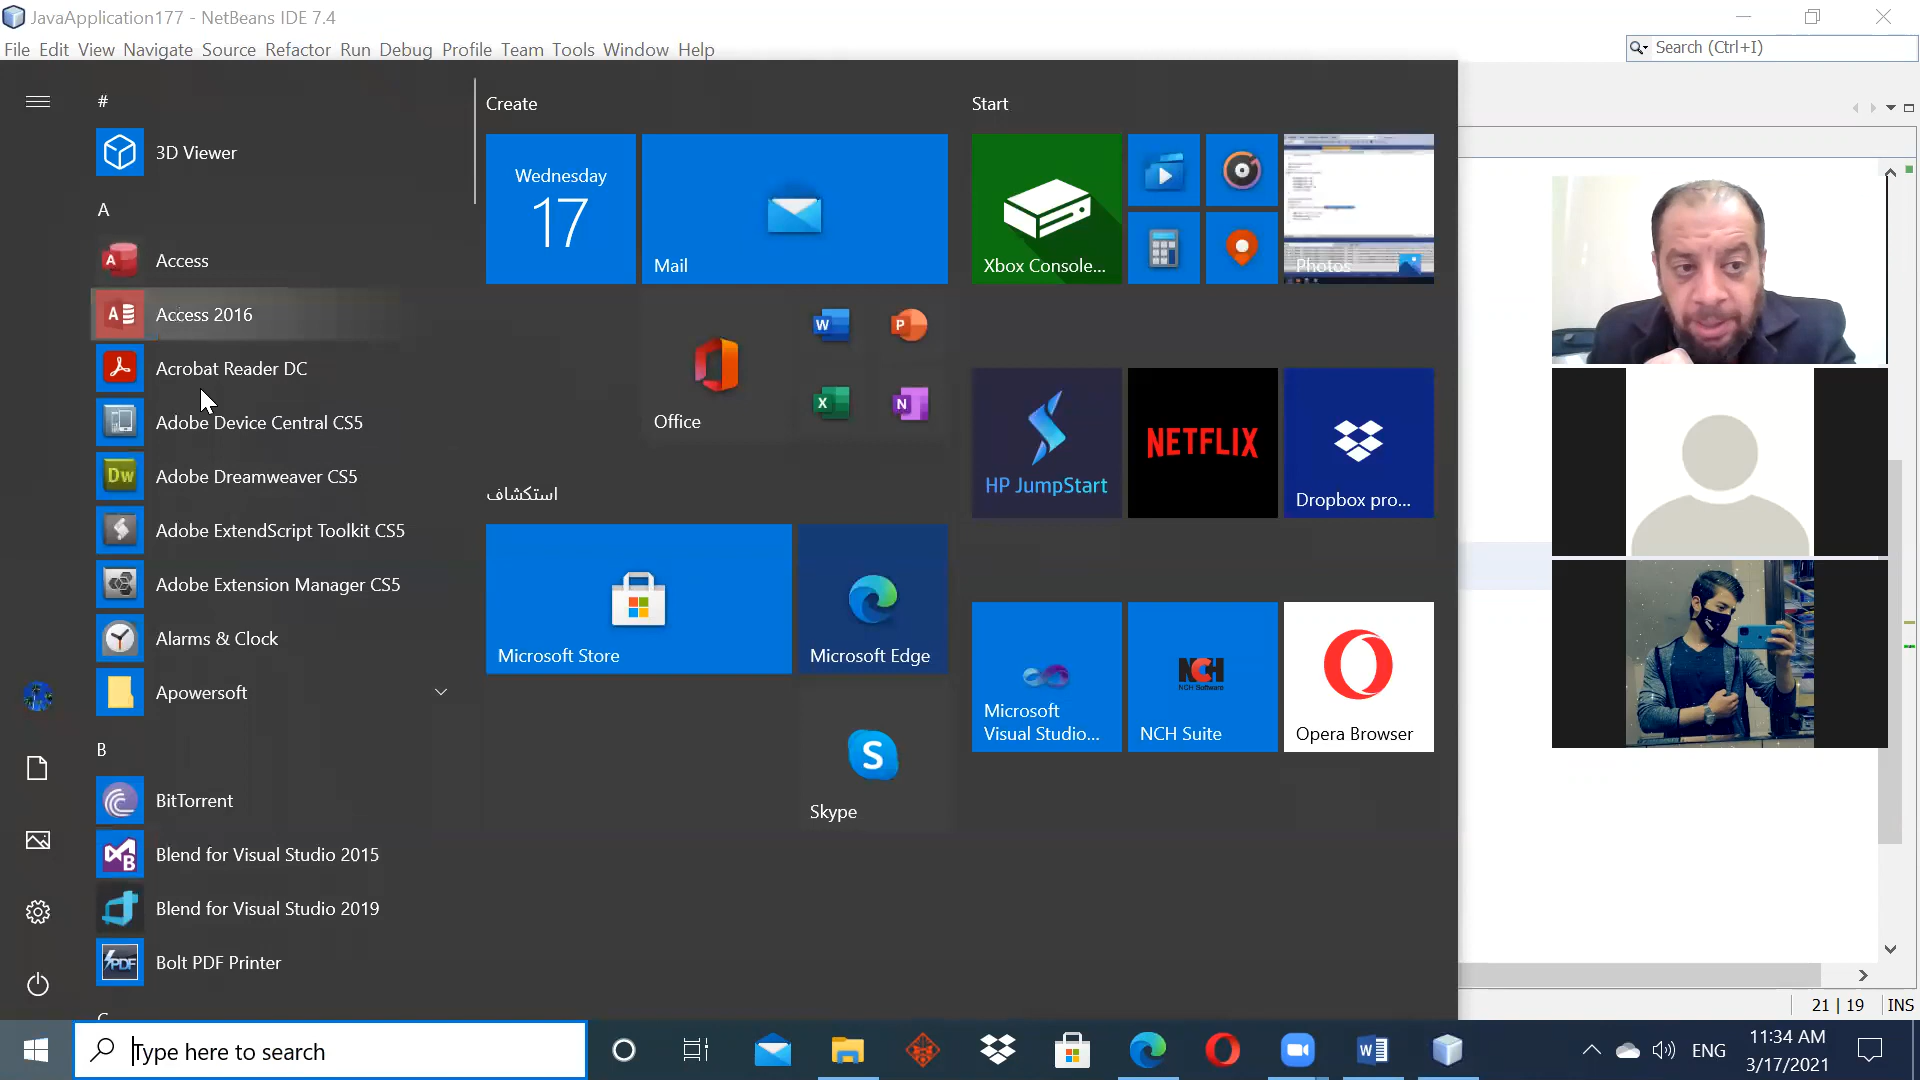 JavaApplication177 - NetBeans IDE 7.4
File Edit View Navigate Source Refactor Run Debug Profile Team Tools Window Help
Search (Ctrl+I)
#
3D Viewer
A
Access
Access 2016
Acrobat Reader DC
Adobe Device Central CS5
Adobe Dreamweaver CS5
Adobe ExtendScript Toolkit CS5
Adobe Extension Manager CS5
Alarms & Clock
Apowersoft
B
BitTorrent
Blend for Visual Studio 2015
Blend for Visual Studio 2019
Bolt PDF Printer
Create
Wednesday
17
Mail
Office
استكشاف
Microsoft Store
Microsoft Edge
Skype
Start
Xbox Console...
Photos
HP JumpStart
NETFLIX
Dropbox pro...
Microsoft
Visual Studio...
NCH
NCH Software
NCH Suite
Opera Browser
21 | 19 INS
Type here to search
ENG
11:34 AM
3/17/2021